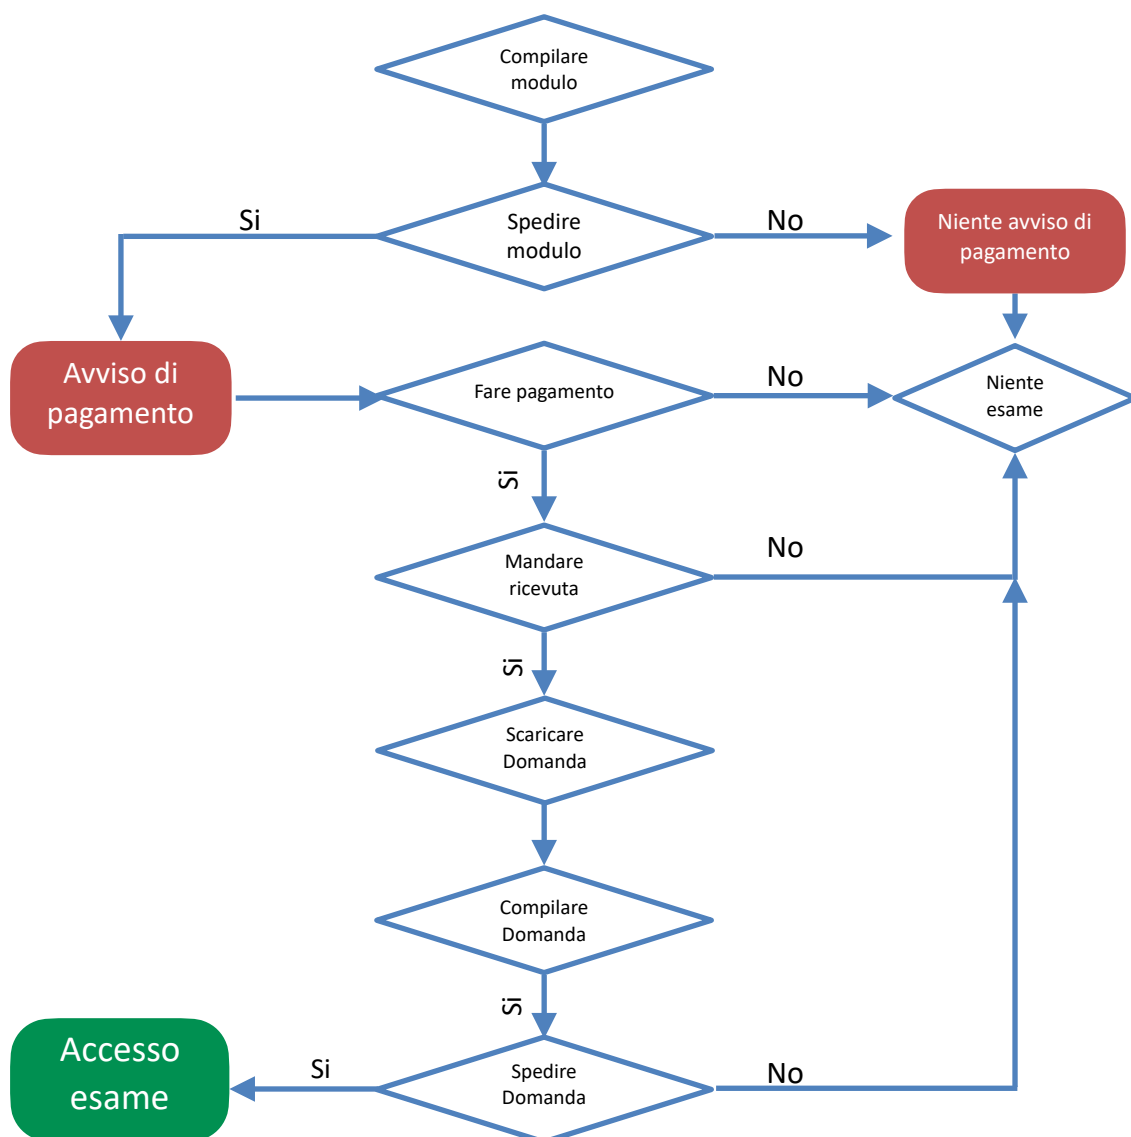 Compilare
modulo
Si
Spedire
modulo
No
Niente avviso di
pagamento
Avviso di
pagamento
Fare pagamento
No
Niente
esame
Si
Mandare
ricevuta
No
Si
Scaricare
Domanda
Compilare
Domanda
Si
Accesso
esame
Si
Spedire
Domanda
No